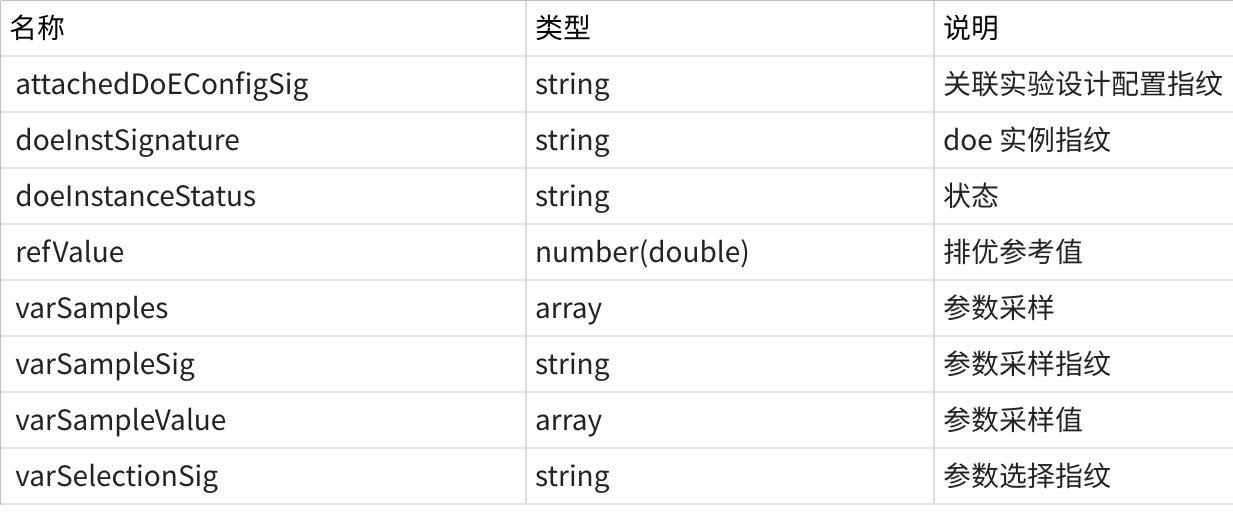 名称 类型 说明
attachedDoEConfigSig string 关联实验设计配置指纹
doeInstSignature string doe 实例指纹
doeInstanceStatus string 状态
refValue number(double) 排优参考值
varSamples array 参数采样
varSampleSig string 参数采样指纹
varSampleValue array 参数采样值
varSelectionSig string 参数选择指纹